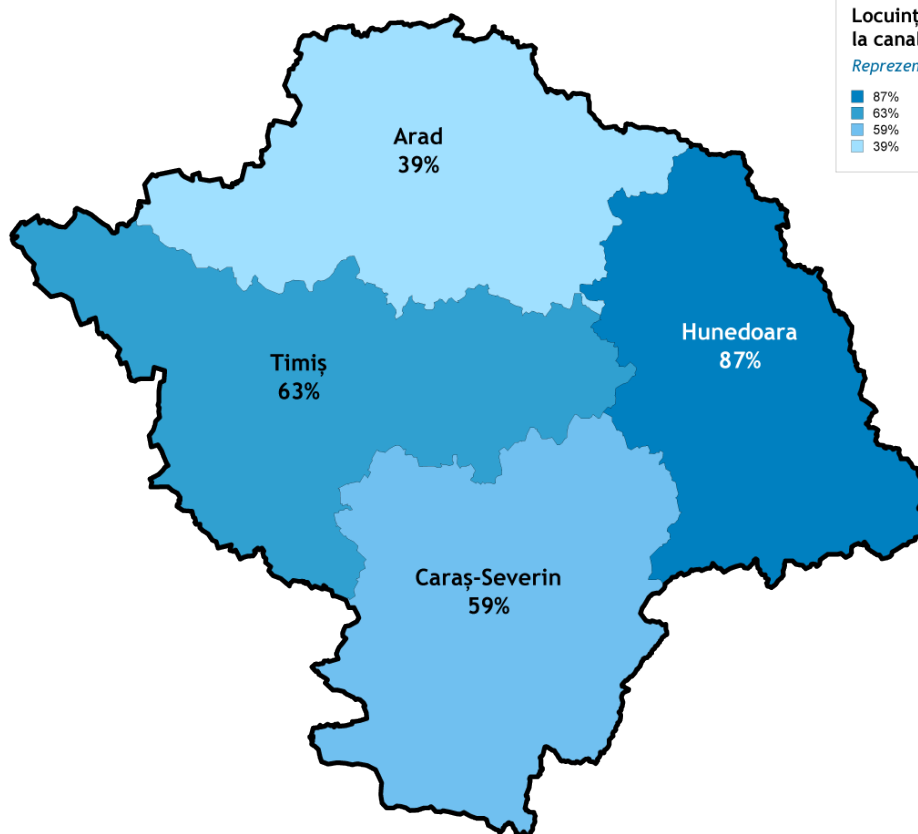 Locuinț
la canal
Reprezen
87%
63%
59%
39%
Arad
39%
Hunedoara
87%
Timiș
63%
Caraș-Severin
59%